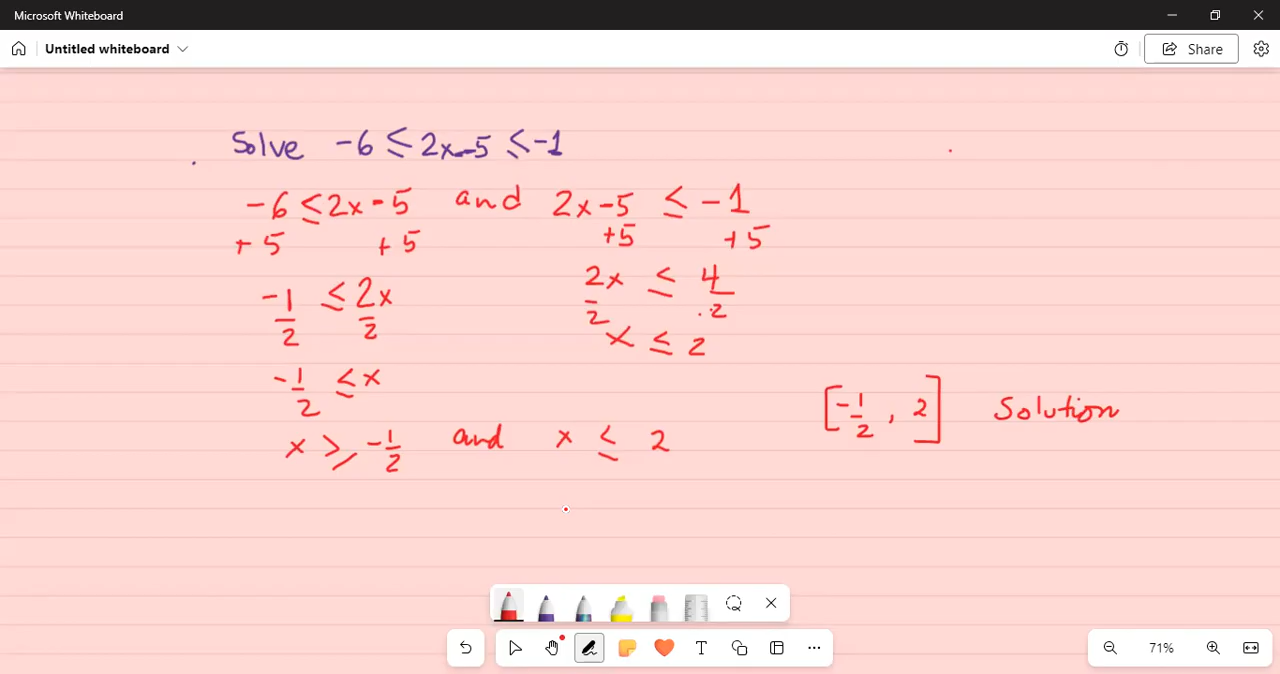 Microsoft Whiteboard
Untitled whiteboard
Share
Solve -6 ≤ 2x-5 ≤ -1
-6 ≤ 2x - 5 and 2x - 5 ≤ - 1
+ 5 + 5 +5 + 5
-1 ≤ 2x 2x ≤ 4
2 2 2 2
x ≤ 2
-1/2 ≤ x
[-1/2, 2] Solution
x ≥ -1/2 and x ≤ 2
71%